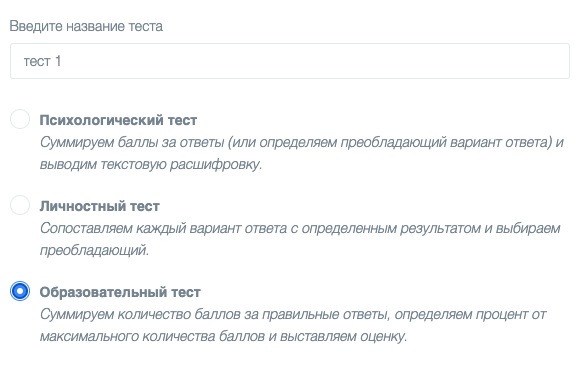 Введите название теста
тест 1
Психологический тест
Суммируем баллы за ответы (или определяем преобладающий вариант ответа) и
выводим текстовую расшифровку.
Личностный тест
Сопоставляем каждый вариант ответа с определенным результатом и выбираем
преобладающий.
Образовательный тест
Суммируем количество баллов за правильные ответы, определяем процент от
максимального количества баллов и выставляем оценку.